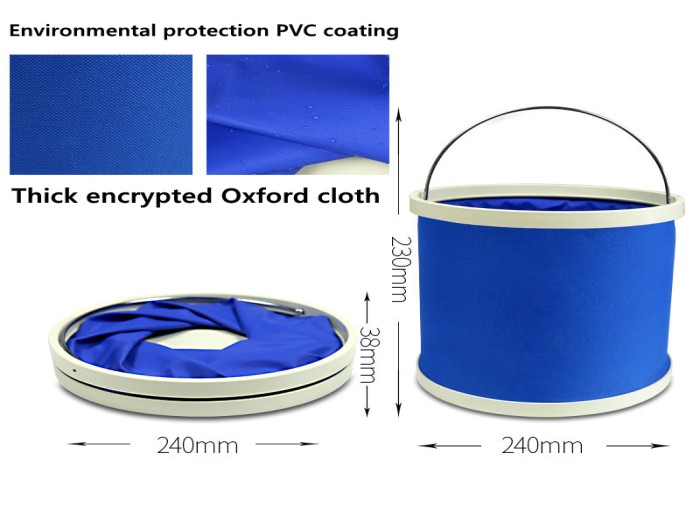 Environmental protection PVC coating
Thick encrypted Oxford cloth
230mm
38mm
240mm
240mm